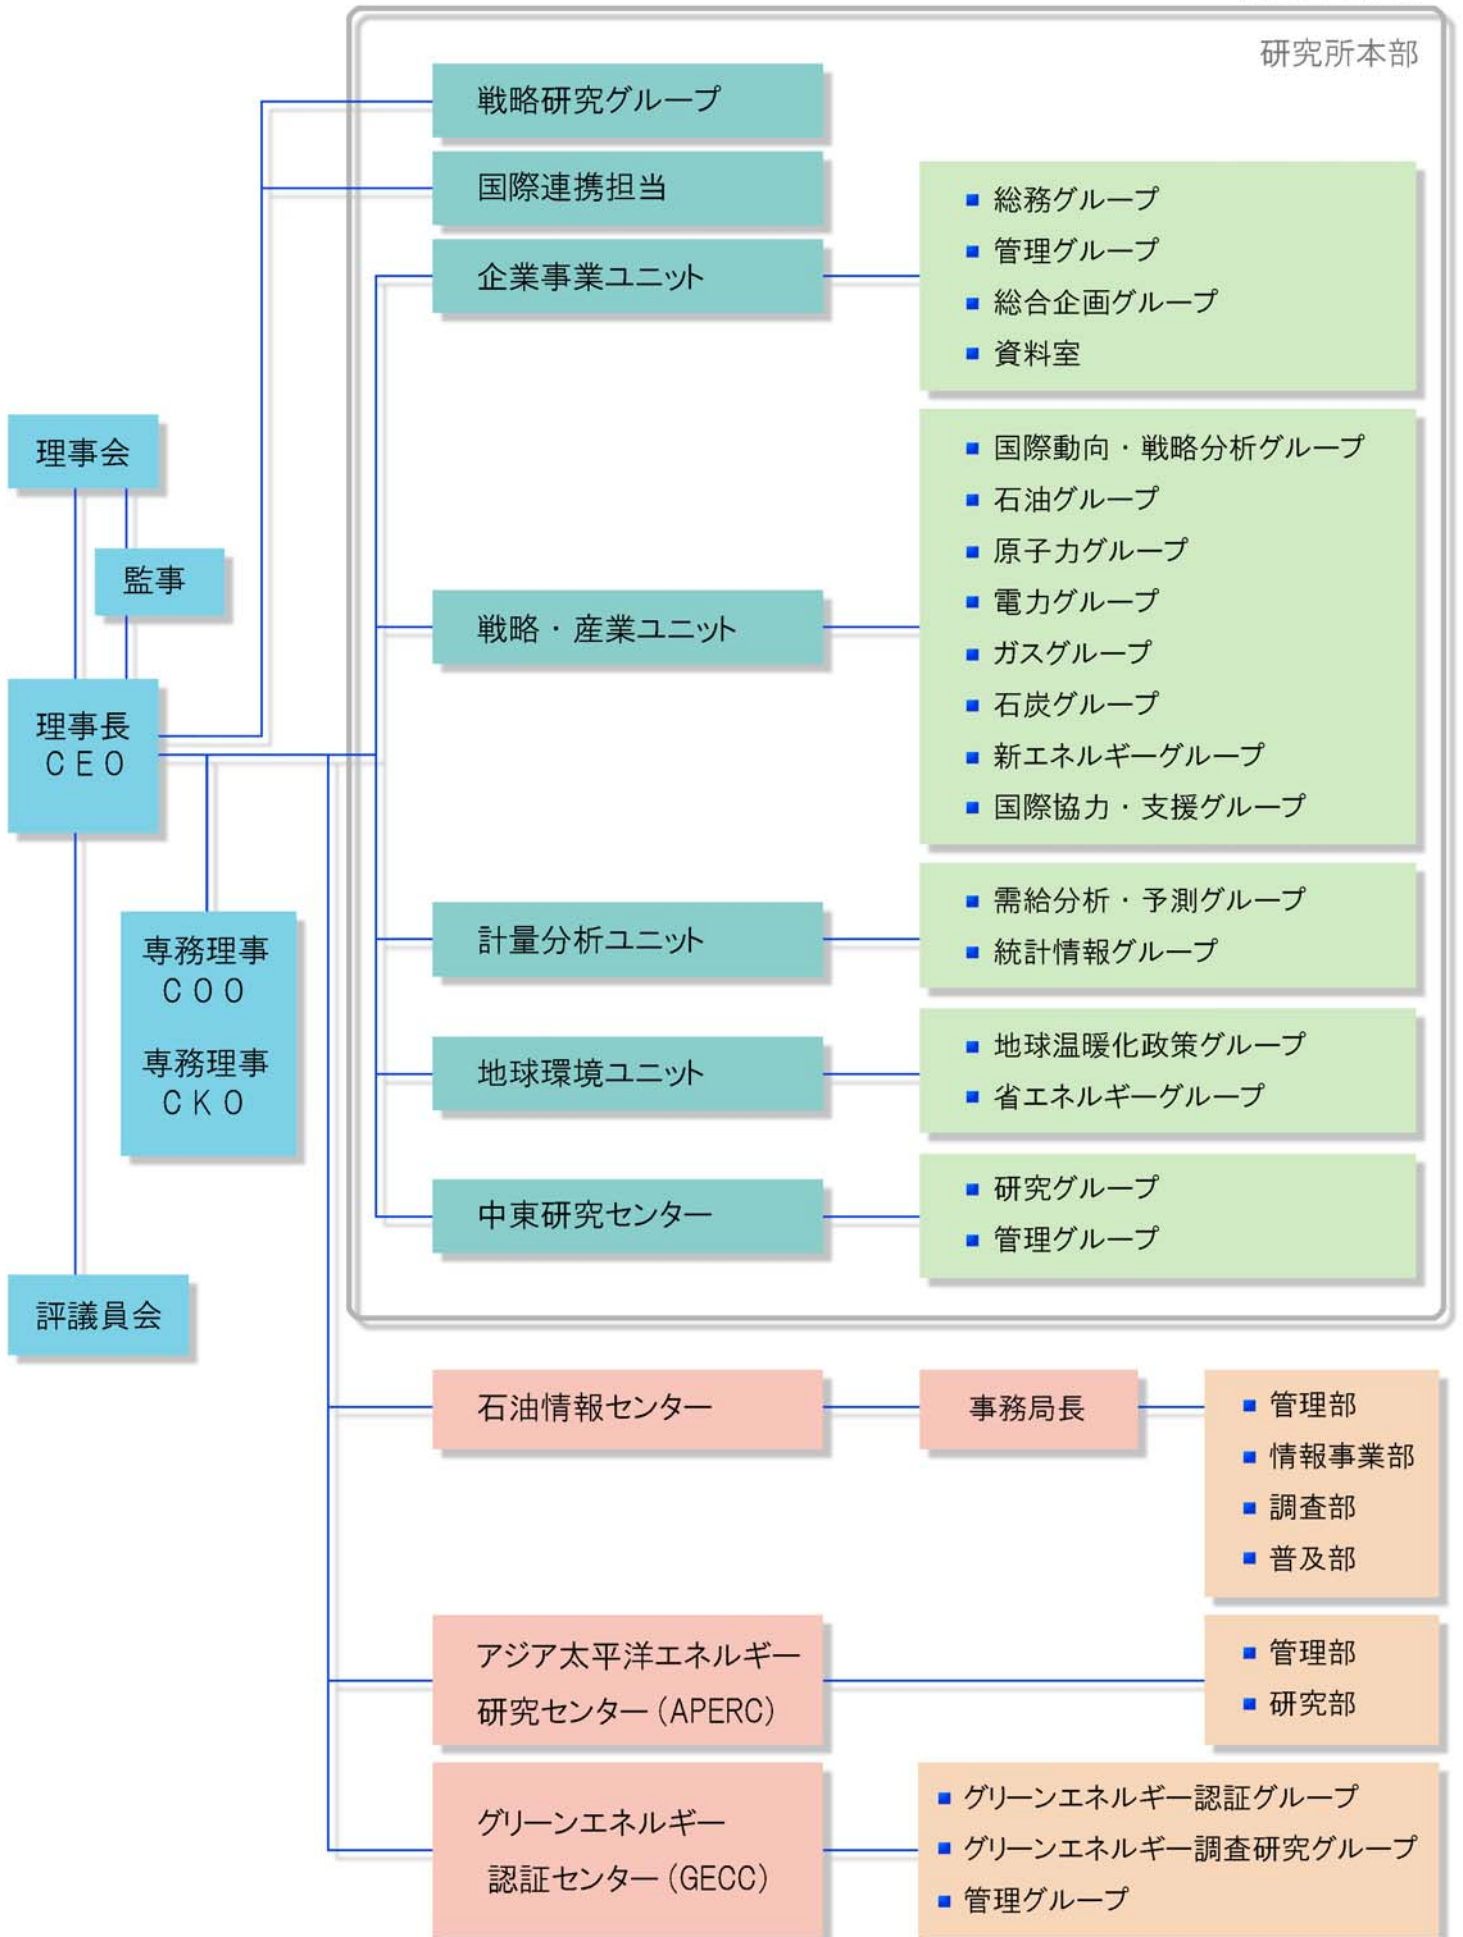 研究所本部
戦略研究グループ
国際連携担当
企業事業ユニット
総務グループ
管理グループ
総合企画グループ
資料室
理事会
監事
理事長
CEO
専務理事
COO
専務理事
CKO
評議員会
戦略・産業ユニット
国際動向・戦略分析グループ
石油グループ
原子力グループ
電力グループ
ガスグループ
石炭グループ
新エネルギーグループ
国際協力・支援グループ
計量分析ユニット
需給分析・予測グループ
統計情報グループ
地球環境ユニット
地球温暖化政策グループ
省エネルギーグループ
中東研究センター
研究グループ
管理グループ
石油情報センター
事務局長
管理部
情報事業部
調査部
普及部
アジア太平洋エネルギー
研究センター(APERC)
管理部
研究部
グリーンエネルギー
認証センター(GECC)
グリーンエネルギー認証グループ
グリーンエネルギー調査研究グループ
管理グループ